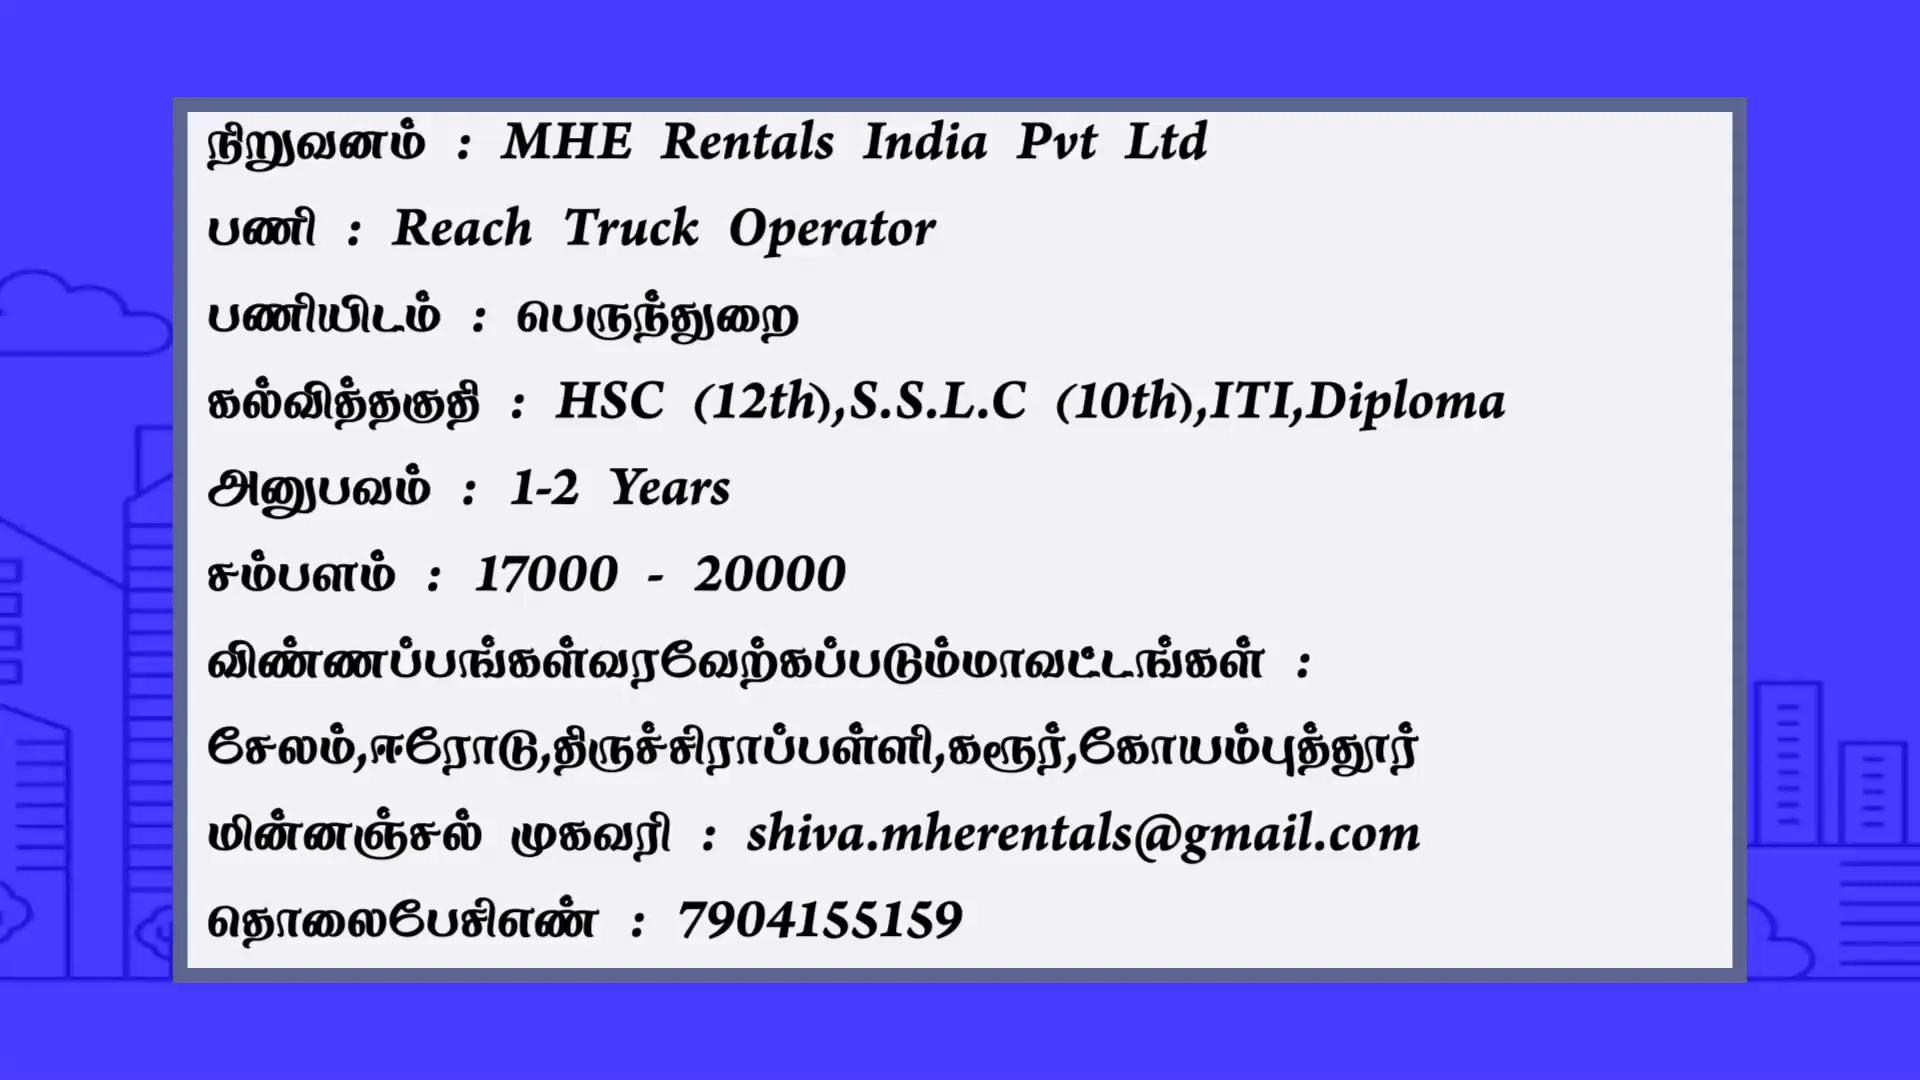 நிறுவனம் : MHE Rentals India Pvt Ltd
பணி : Reach Truck Operator
பணியிடம் : பெருந்துறை
கல்வித்தகுதி : HSC (12th),S.S.L.C (10th),ITI,Diploma
அனுபவம் : 1-2 Years
சம்பளம் : 17000 - 20000
விண்ணப்பங்கள்வரவேற்கப்படும்மாவட்டங்கள் :
சேலம்,ஈரோடு,திருச்சிராப்பள்ளி,கரூர்,கோயம்புத்தூர்
மின்னஞ்சல் முகவரி : shiva.mherentals@gmail.com
தொலைபேசிஎண் : 7904155159